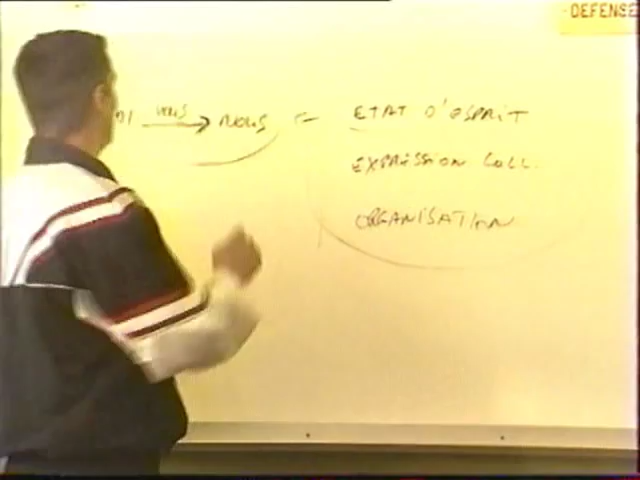 DEFENSE
VOUS
→ NOUS = ETAT D'ESPRIT
EXPRESSION COLL.
ORGANISATION